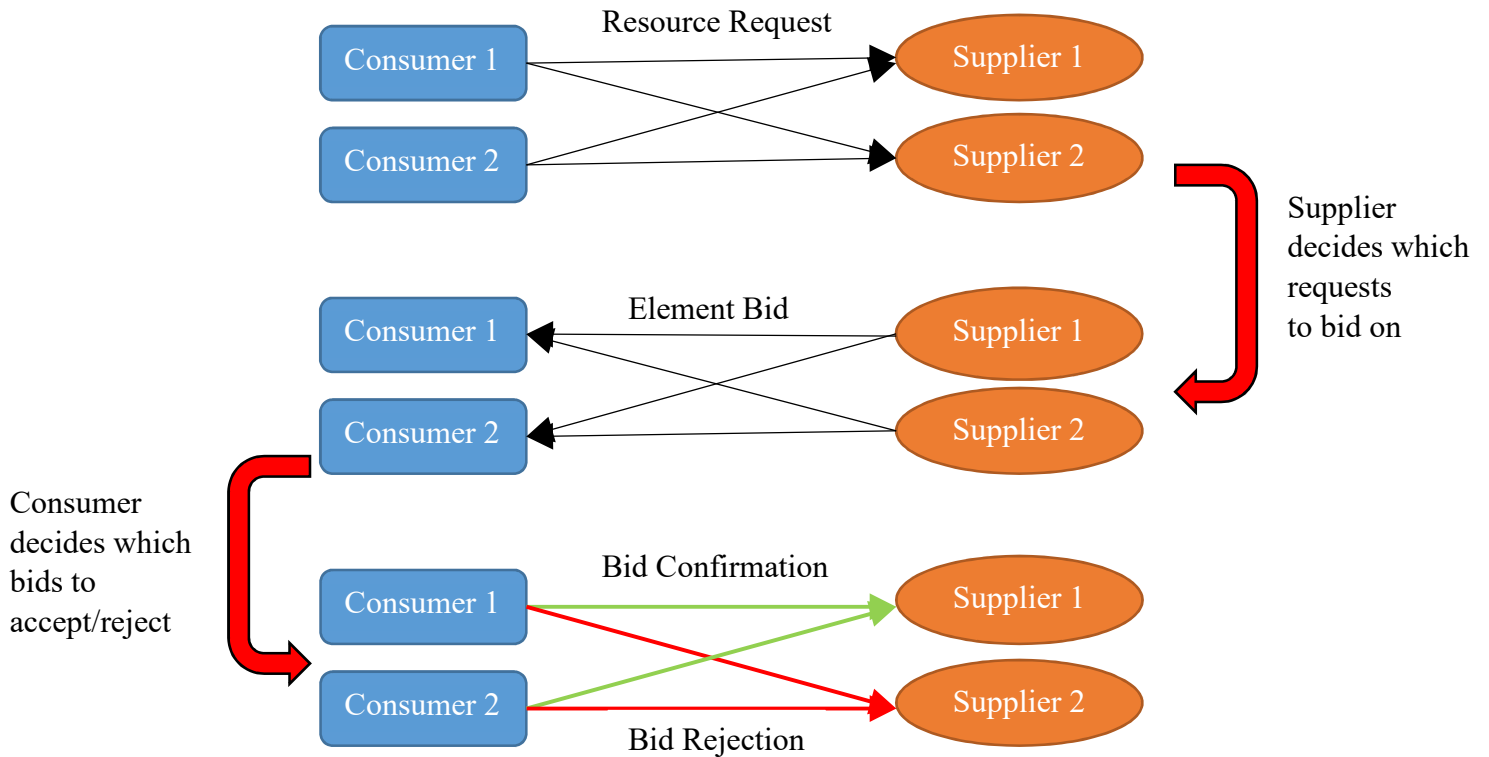 Resource Request
Consumer 1
Supplier 1
Consumer 2
Supplier 2
Supplier
decides which
requests
to bid on
Element Bid
Consumer 1
Supplier 1
Consumer 2
Supplier 2
Consumer
decides which
bids to
accept/reject
Bid Confirmation
Consumer 1
Supplier 1
Consumer 2
Supplier 2
Bid Rejection